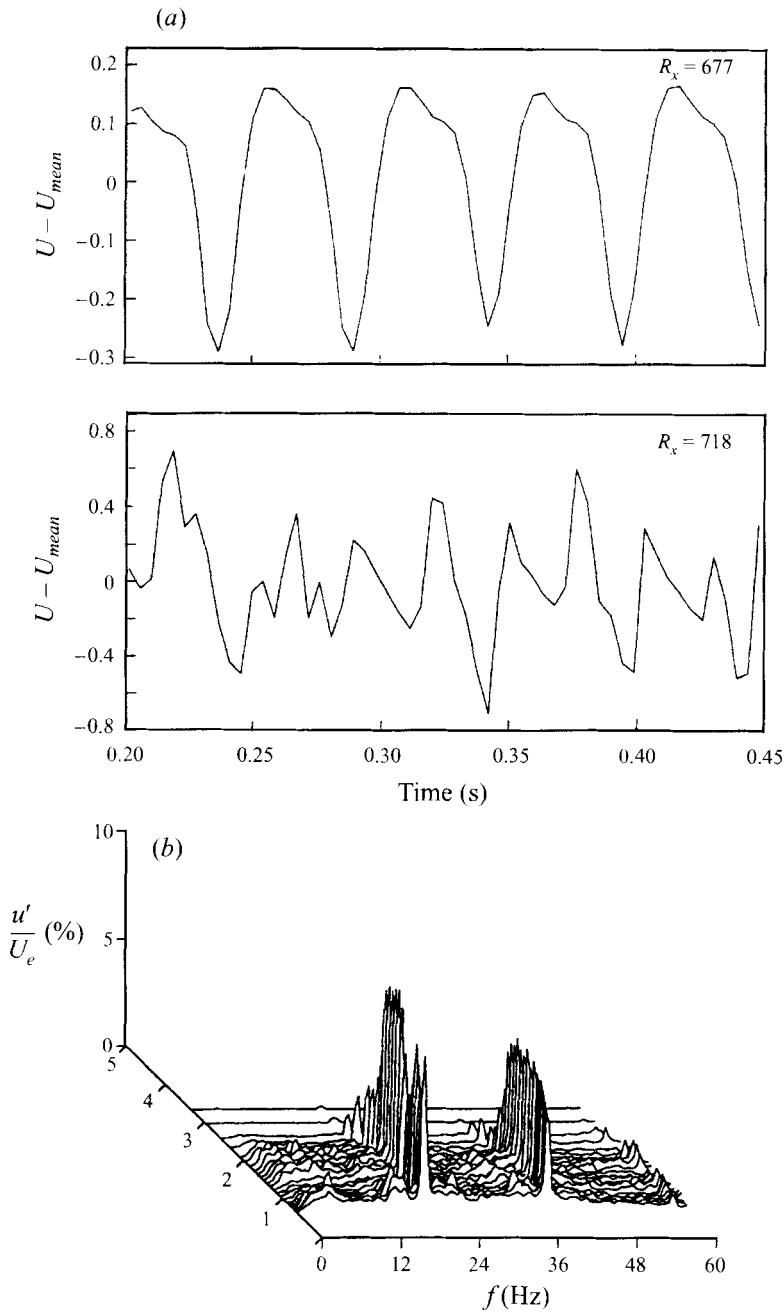 (a)
R_x = 677
U − U_mean
0.2
0.1
0
−0.1
−0.2
−0.3
R_x = 718
U − U_mean
0.8
0.4
0
−0.4
−0.8
0.20 0.25 0.30 0.35 0.40 0.45
Time (s)
(b)
10
5
0
u′/U_e (%)
5
4
3
2
1
0 12 24 36 48 60
f (Hz)